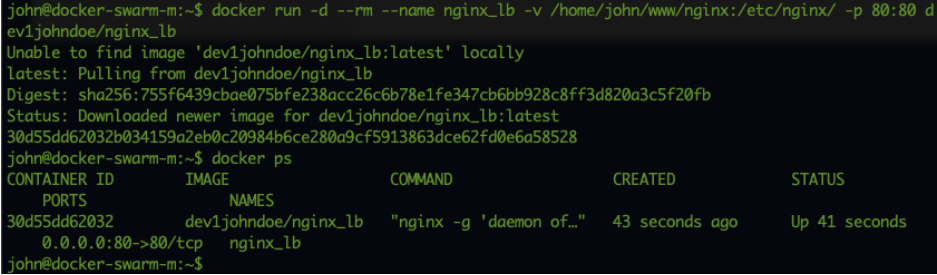 john@docker-swarm-m:~$ docker run -d --rm --name nginx_lb -v /home/john/www/nginx:/etc/nginx/ -p 80:80 d
ev1johndoe/nginx_lb
Unable to find image 'dev1johndoe/nginx_lb:latest' locally
latest: Pulling from dev1johndoe/nginx_lb
Digest: sha256:755f6439cbae075bfe238acc26c6b78e1fe347cb6bb928c8ff3d820a3c5f20fb
Status: Downloaded newer image for dev1johndoe/nginx_lb:latest
30d55dd62032b034159a2eb0c20984b6ce280a9cf5913863dce62fd0e6a58528
john@docker-swarm-m:~$ docker ps
CONTAINER ID        IMAGE                  COMMAND                  CREATED             STATUS
    PORTS                NAMES
30d55dd62032        dev1johndoe/nginx_lb   "nginx -g 'daemon of…"   43 seconds ago      Up 41 seconds
    0.0.0.0:80->80/tcp   nginx_lb
john@docker-swarm-m:~$